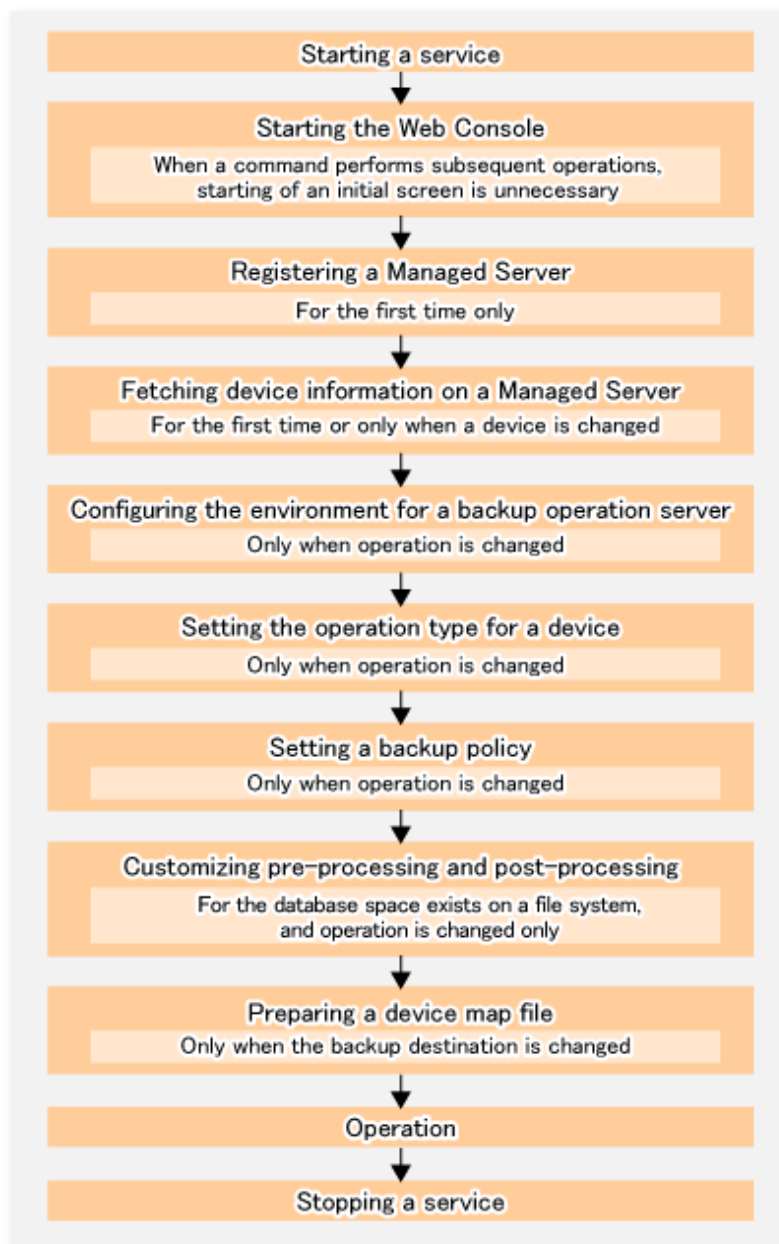 Starting a service
Starting the Web Console
When a command performs subsequent operations,
starting of an initial screen is unnecessary
Registering a Managed Server
For the first time only
Fetching device information on a Managed Server
For the first time or only when a device is changed
Configuring the environment for a backup operation server
Only when operation is changed
Setting the operation type for a device
Only when operation is changed
Setting a backup policy
Only when operation is changed
Customizing pre-processing and post-processing
For the database space exists on a file system,
and operation is changed only
Preparing a device map file
Only when the backup destination is changed
Operation
Stopping a service